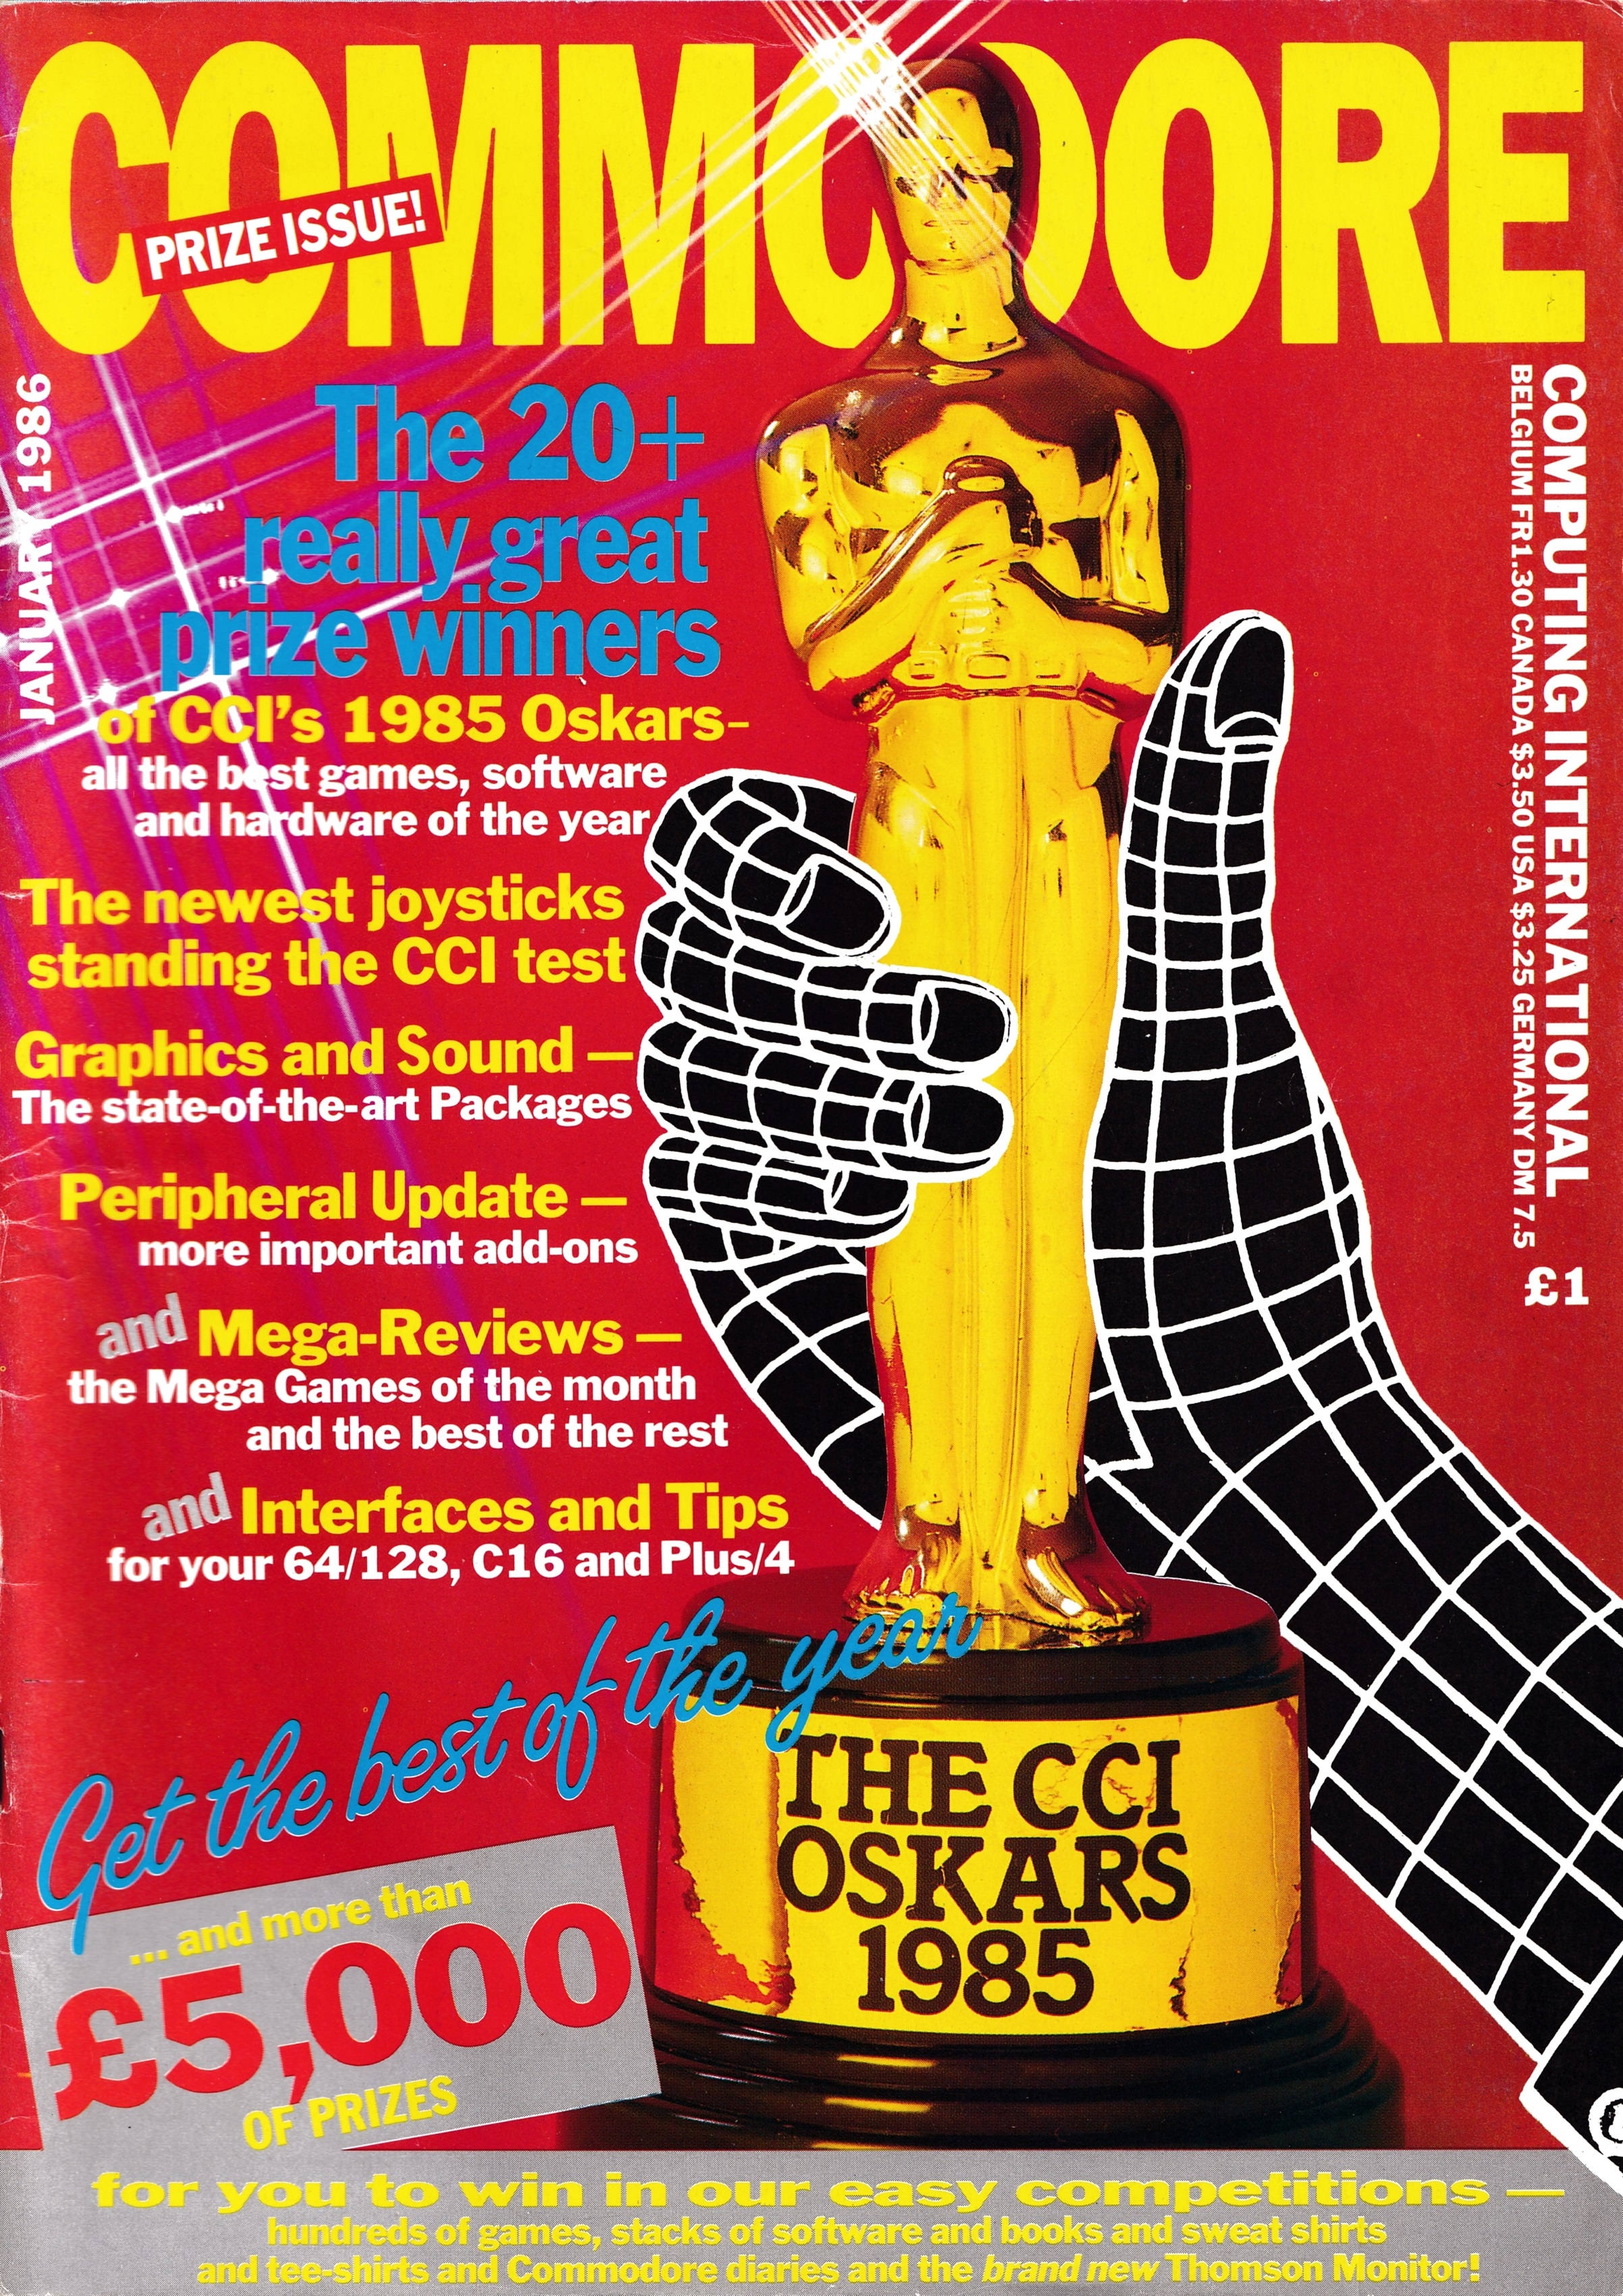 COMMODORE
PRIZE ISSUE!
JANUARY 1986
COMPUTING INTERNATIONAL
BELGIUM FR1.30 CANADA $3.50 USA $3.25 GERMANY DM 7.5
£1
The 20+
really great
prize winners
of CCI's 1985 Oskars–
all the best games, software
and hardware of the year
The newest joysticks
standing the CCI test
Graphics and Sound —
The state-of-the-art Packages
Peripheral Update —
more important add-ons
and Mega-Reviews —
the Mega Games of the month
and the best of the rest
and Interfaces and Tips
for your 64/128, C16 and Plus/4
Get the best of the year
THE CCI
OSKARS
1985
... and more than
£5,000
OF PRIZES
for you to win in our easy competitions —
hundreds of games, stacks of software and books and sweat shirts
and tee-shirts and Commodore diaries and the brand new Thomson Monitor!